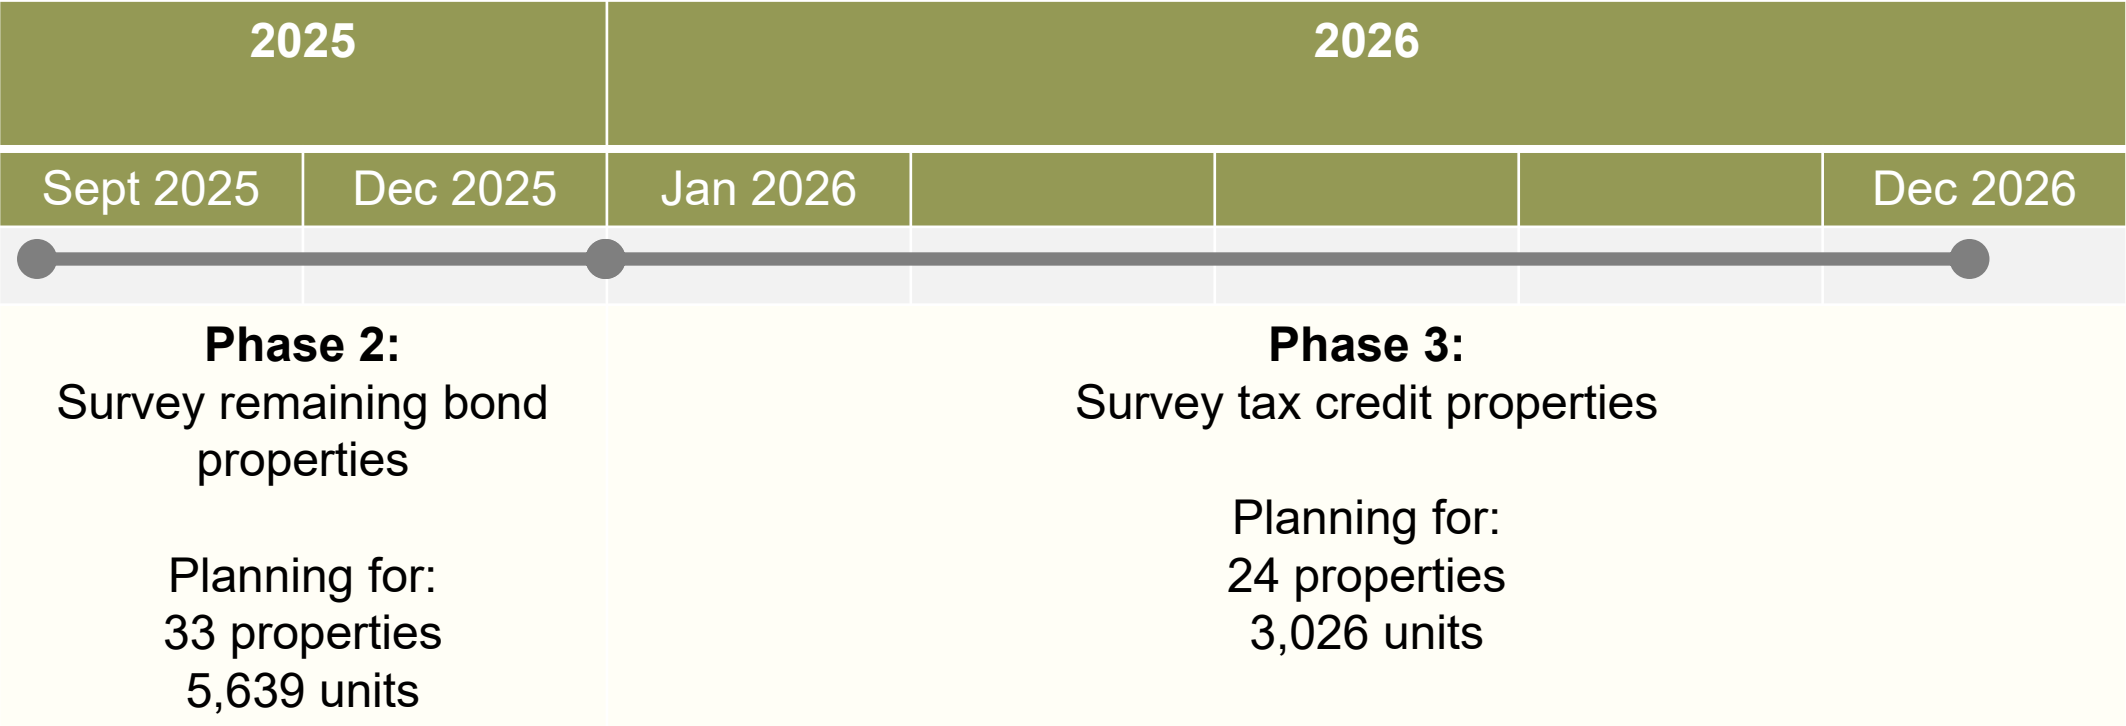 2025
2026
Sept 2025
Dec 2025
Jan 2026
Dec 2026
Phase 2:
Survey remaining bond
properties
Planning for:
33 properties
5,639 units
Phase 3:
Survey tax credit properties
Planning for:
24 properties
3,026 units